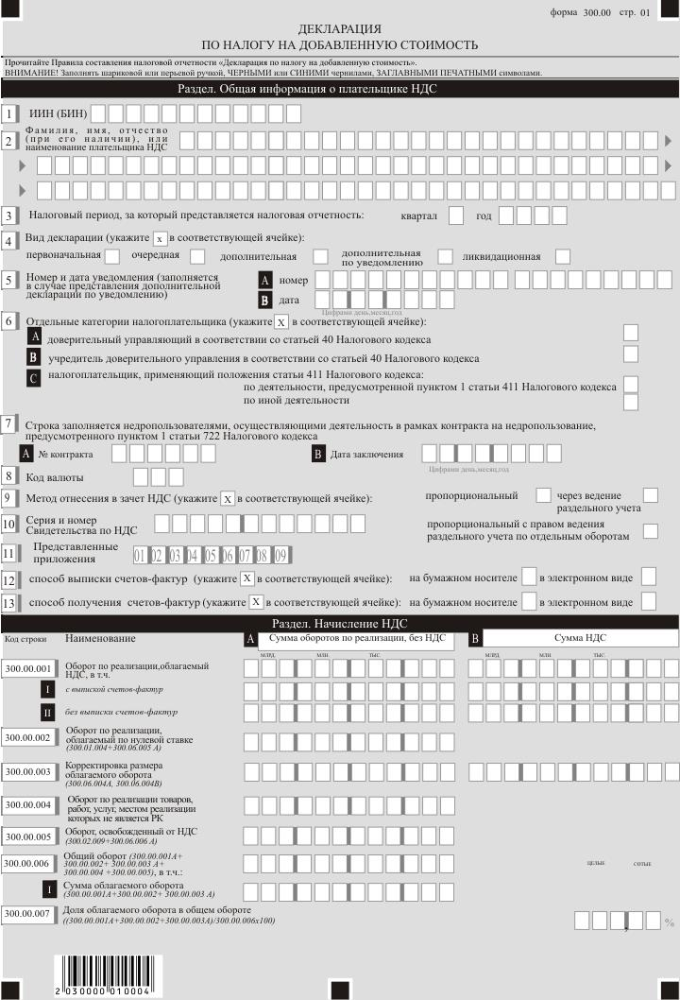 форма 300.00 стр. 01
ДЕКЛАРАЦИЯ
ПО НАЛОГУ НА ДОБАВЛЕННУЮ СТОИМОСТЬ
Прочитайте Правила составления налоговой отчетности «Декларация по налогу на добавленную стоимость».
ВНИМАНИЕ! Заполнять шариковой или перьевой ручкой, ЧЕРНЫМИ или СИНИМИ чернилами, ЗАГЛАВНЫМИ ПЕЧАТНЫМИ символами.
Раздел. Общая информация о плательщике НДС
1 ИИН (БИН)
2 Фамилия, имя, отчество
(при его наличии), или
наименование плательщика НДС
3 Налоговый период, за который представляется налоговая отчетность: квартал год
4 Вид декларации (укажите x в соответствующей ячейке):
первоначальная очередная дополнительная дополнительная по уведомлению ликвидационная
5 Номер и дата уведомления (заполняется
в случае представления дополнительной
декларации по уведомлению)
A номер
B дата
Цифрами день,месяц,год
6 Отдельные категории налогоплательщика (укажите X в соответствующей ячейке):
A доверительный управляющий в соответствии со статьей 40 Налогового кодекса
B учредитель доверительного управления в соответствии со статьей 40 Налогового кодекса
C налогоплательщик, применяющий положения статьи 411 Налогового кодекса:
по деятельности, предусмотренной пунктом 1 статьи 411 Налогового кодекса
по иной деятельности
7 Строка заполняется недропользователями, осуществляющими деятельность в рамках контракта на недропользование,
предусмотренного пунктом 1 статьи 722 Налогового кодекса
A № контракта B Дата заключения
Цифрами день,месяц,год
8 Код валюты
9 Метод отнесения в зачет НДС (укажите X в соответствующей ячейке):
пропорциональный через ведение
раздельного учета
10 Серия и номер
Свидетельства по НДС
пропорциональный с правом ведения
раздельного учета по отдельным оборотам
11 Представленные
приложения
01 02 03 04 05 06 07 08 09
12 способ выписки счетов-фактур (укажите X в соответствующей ячейке): на бумажном носителе в электронном виде
13 способ получения счетов-фактур (укажите X в соответствующей ячейке): на бумажном носителе в электронном виде
Раздел. Начисление НДС
Код строки Наименование A Сумма оборотов по реализации, без НДС B Сумма НДС
млрд. млн. тыс. млрд. млн. тыс.
300.00.001 Оборот по реализации,облагаемый
НДС, в т.ч.
I с выпиской счетов-фактур
II без выписки счетов-фактур
300.00.002 Оборот по реализации,
облагаемый по нулевой ставке
(300.01.004+300.06.005 А)
300.00.003 Корректировка размера
облагаемого оборота
(300.06.004А, 300.06.004В)
300.00.004 Оборот по реализации товаров,
работ, услуг, местом реализации
которых не является РК
300.00.005 Оборот, освобожденный от НДС
(300.02.009+300.06.006 А)
300.00.006 Общий оборот (300.00.001А+
300.00.002+ 300.00.003 А+
300.00.004 +300.00.005), в т.ч.:
целые сотые
I Сумма облагаемого оборота
(300.00.001А+300.00.002+ 300.00.003 А)
300.00.007 Доля облагаемого оборота в общем обороте
((300.00.001А+300.00.002+300.00.003А)/300.00.006х100)
, %
2 030000 010004